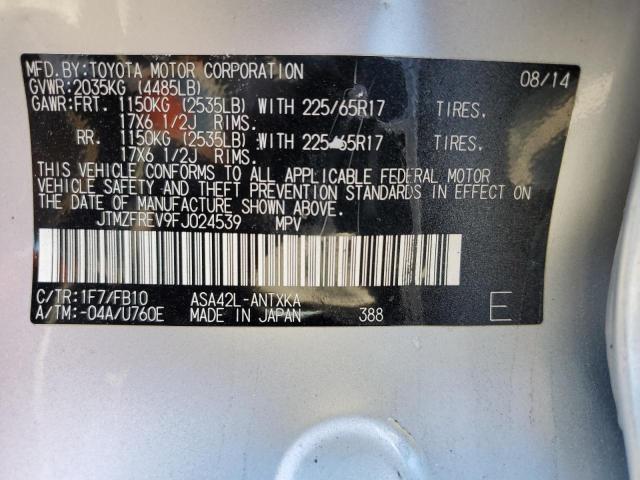 MFD.BY:TOYOTA MOTOR CORPORATION 08/14
GVWR:2035KG (4485LB)
GAWR:FRT. 1150KG (2535LB) WITH 225/65R17 TIRES.
17X6 1/2J RIMS.
RR. 1150KG (2535LB) WITH 225/65R17 TIRES.
17X6 1/2J RIMS.
THIS VEHICLE CONFORMS TO ALL APPLICABLE FEDERAL MOTOR
VEHICLE SAFETY AND THEFT PREVENTION STANDARDS IN EFFECT ON
THE DATE OF MANUFACTURE SHOWN ABOVE.
JTMZFREV9FJ024539 MPV
C/TR:1F7/FB10 ASA42L-ANTXKA
A/TM:-04A/U760E MADE IN JAPAN 388 E